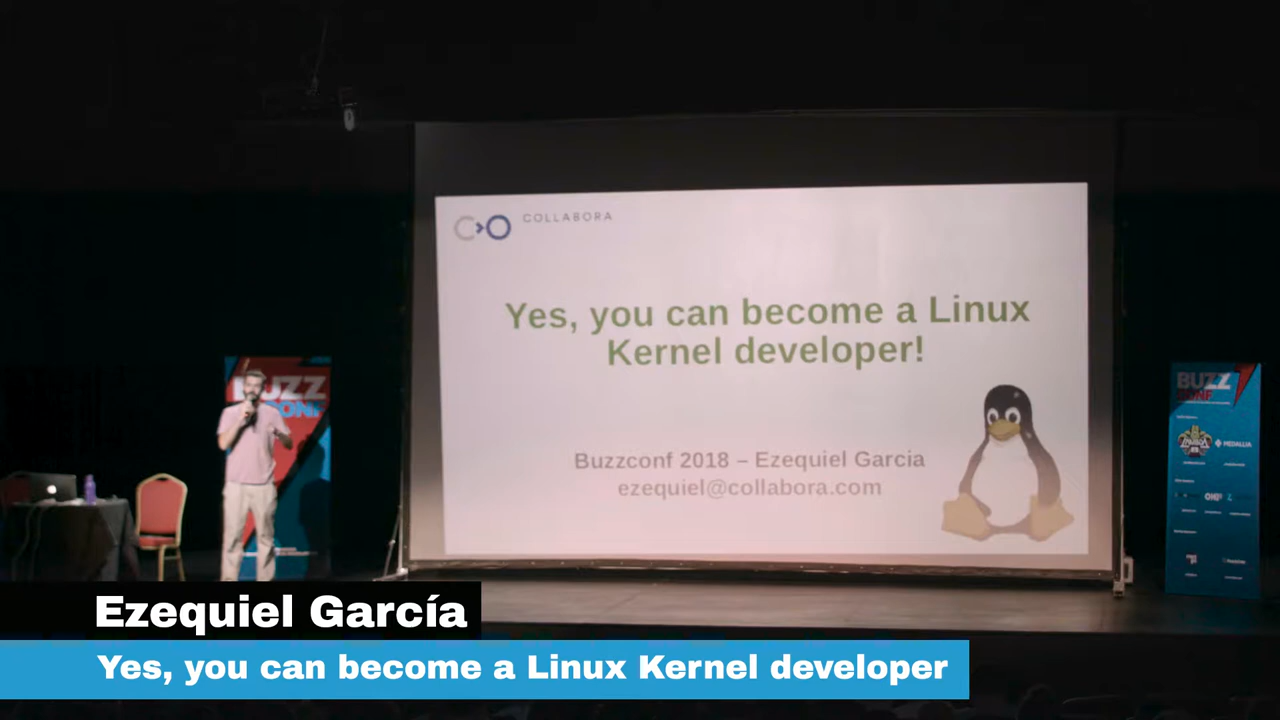 COLLABORA
Yes, you can become a Linux
Kernel developer!
Buzzconf 2018 – Ezequiel Garcia
ezequiel@collabora.com
BUZZ
CONF
BUZZ
CONF
MEDALLIA
Ezequiel García
Yes, you can become a Linux Kernel developer